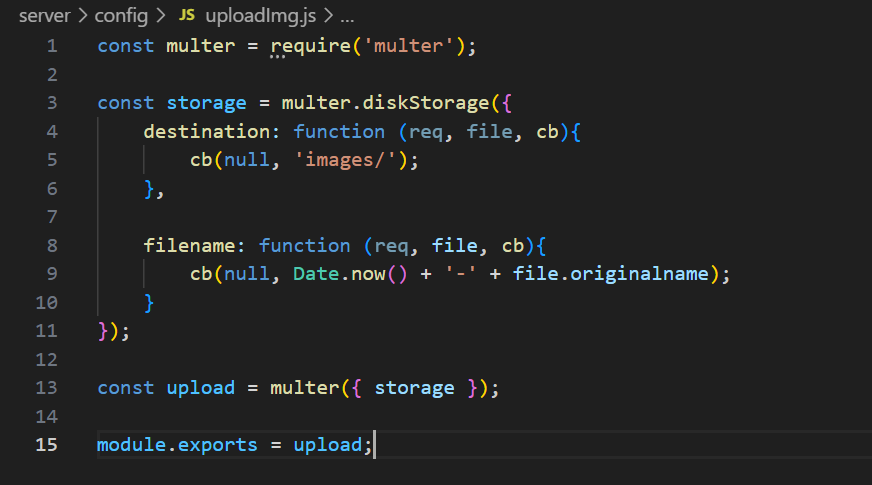 server > config > JS uploadImg.js > ...
1 const multer = require('multer');
2
3 const storage = multer.diskStorage({
4     destination: function (req, file, cb){
5         cb(null, 'images/');
6     },
7
8     filename: function (req, file, cb){
9         cb(null, Date.now() + '-' + file.originalname);
10     }
11 });
12
13 const upload = multer({ storage });
14
15 module.exports = upload;